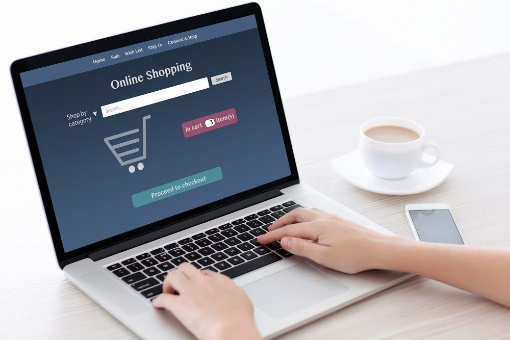 Home Sale Wish List Sign In Contact & Help
Online Shopping
Shop by
category
Search...
Search
in cart 3 item(s)
Proceed to checkout